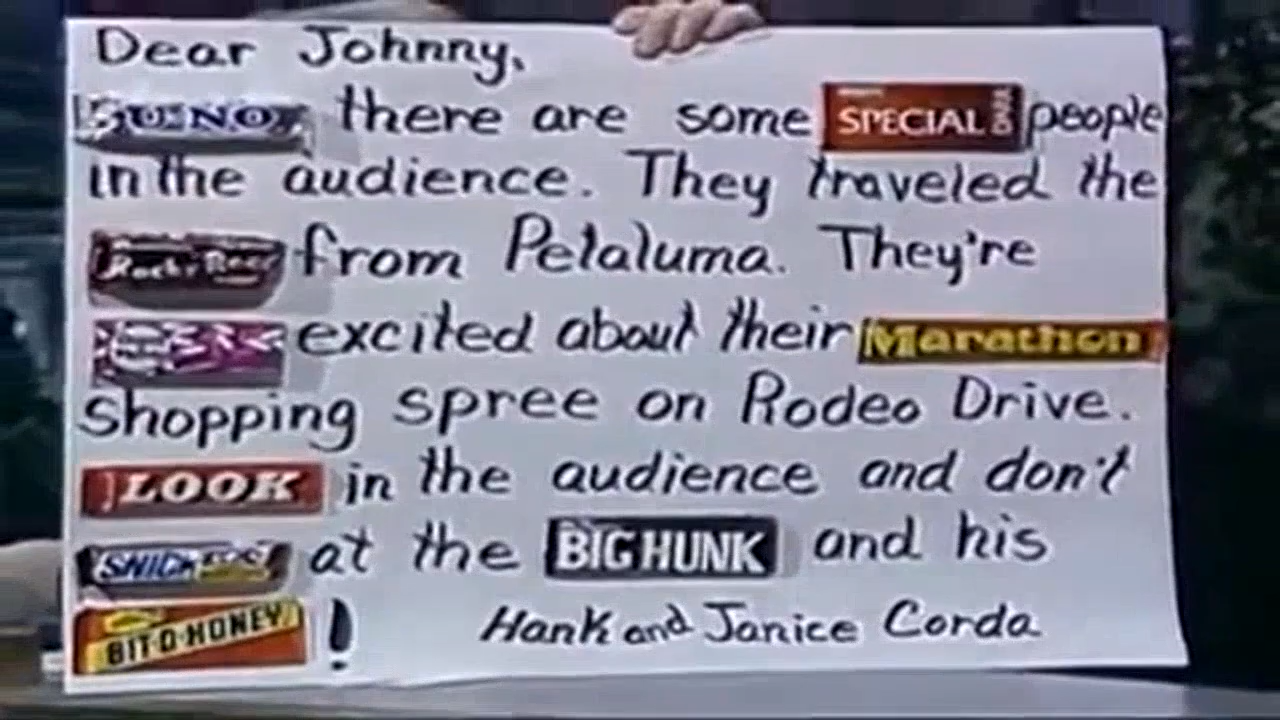 Dear Johnny,
U-NO there are some SPECIAL DARK people
in the audience. They traveled the
Rocky Road from Petaluma. They're
excited about their Marathon
shopping spree on Rodeo Drive.
LOOK in the audience and don't
SNICKERS at the BIG HUNK and his
BIT-O-HONEY !
Hank and Janice Corda